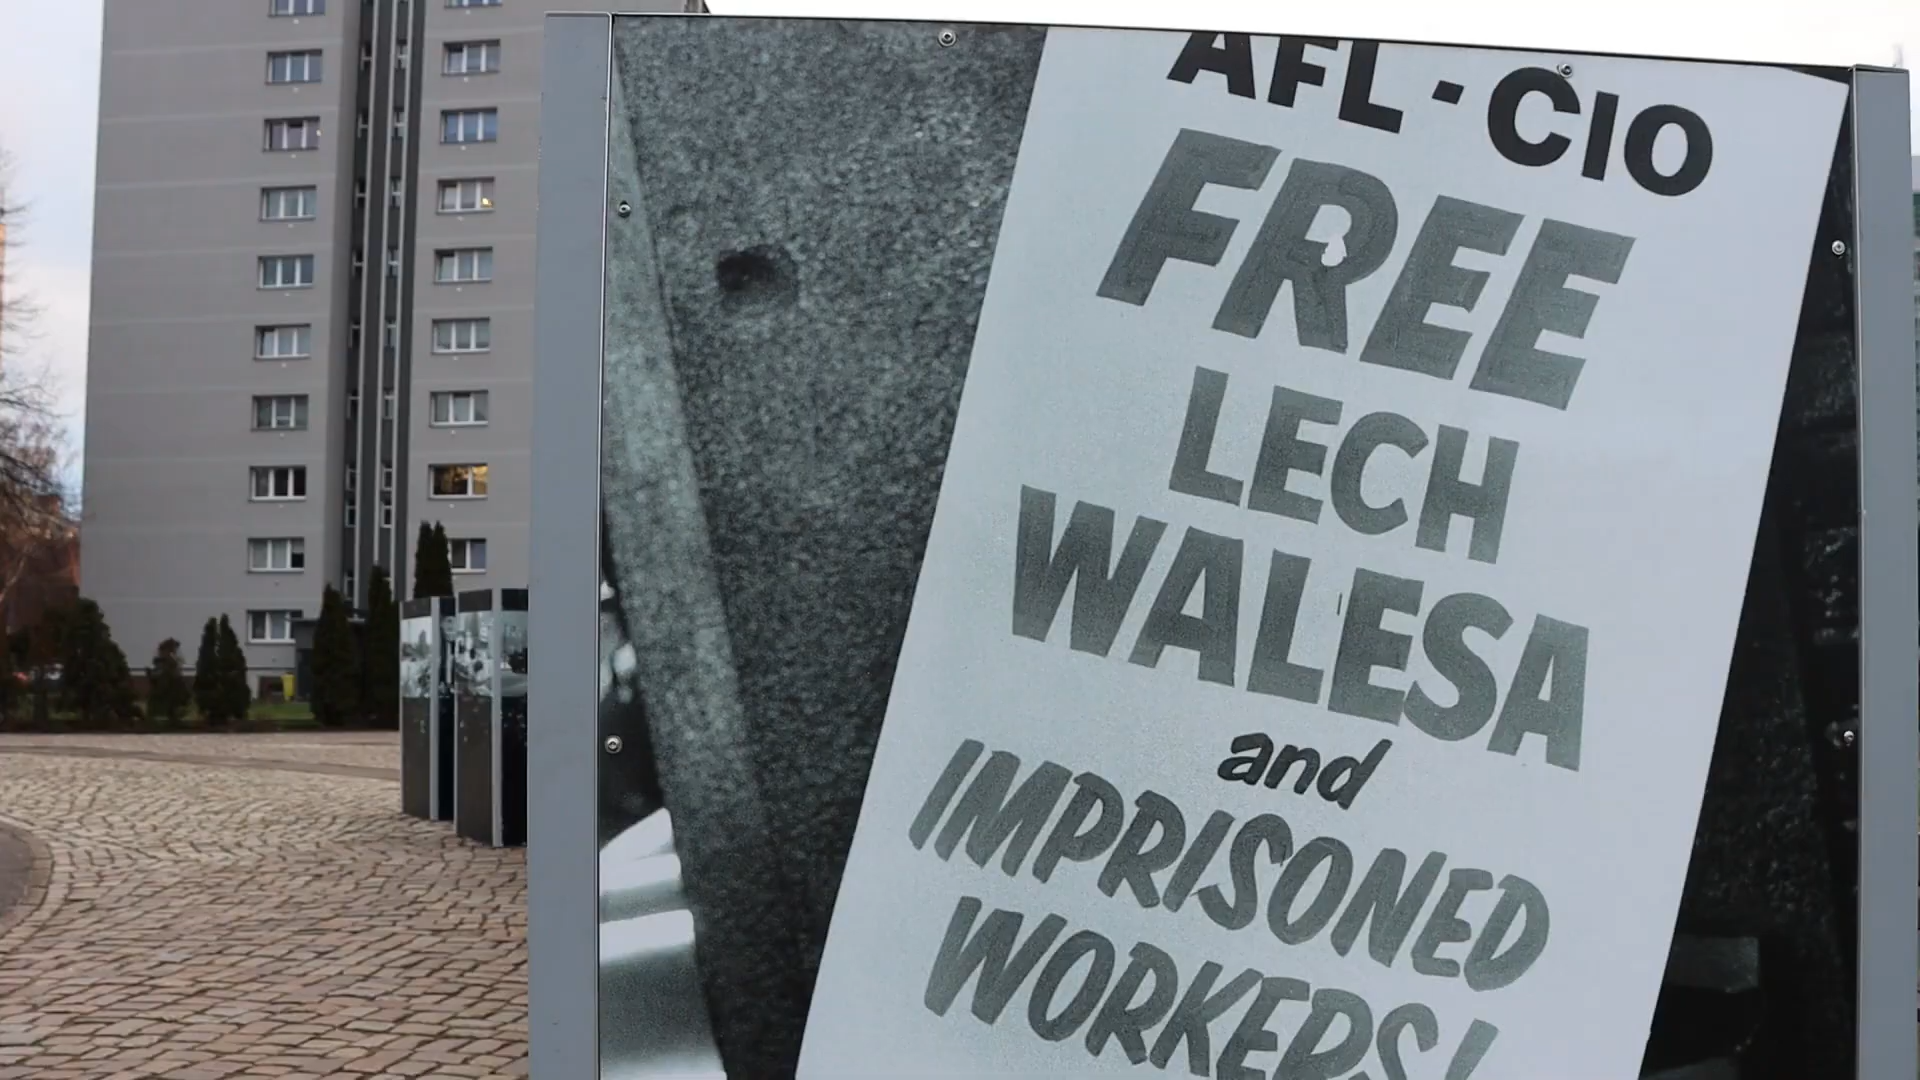 AFL-CIO
FREE
LECH
WALESA
and
IMPRISONED
WORKERS!